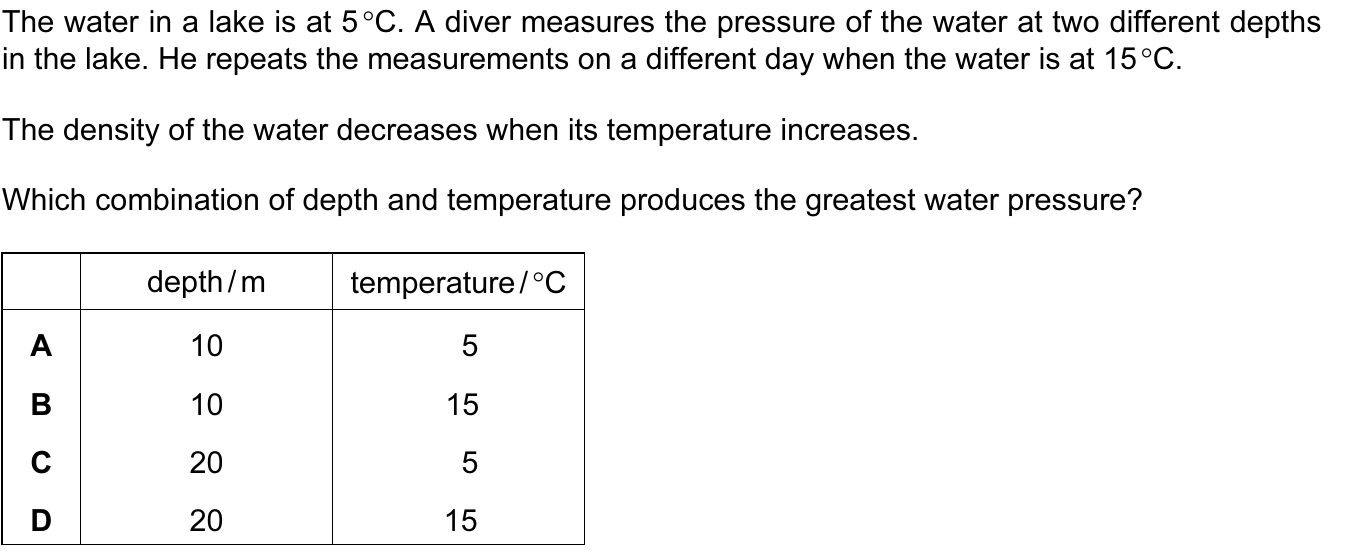 The water in a lake is at 5 °C. A diver measures the pressure of the water at two different depths
in the lake. He repeats the measurements on a different day when the water is at 15 °C.
The density of the water decreases when its temperature increases.
Which combination of depth and temperature produces the greatest water pressure?
depth / m temperature / °C
A 10 5
B 10 15
C 20 5
D 20 15